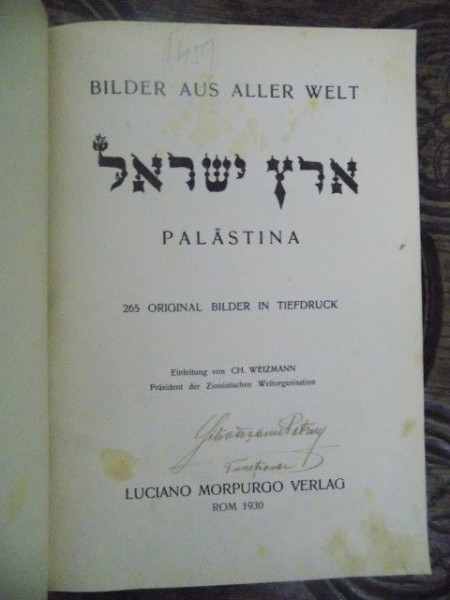 BILDER AUS ALLER WELT
ארץ ישראל
PALÄSTINA
265 ORIGINAL BILDER IN TIEFDRUCK
Einleitung von CH. WEIZMANN
Präsident der Zionistischen Weltorganisation
LUCIANO MORPURGO VERLAG
ROM 1930